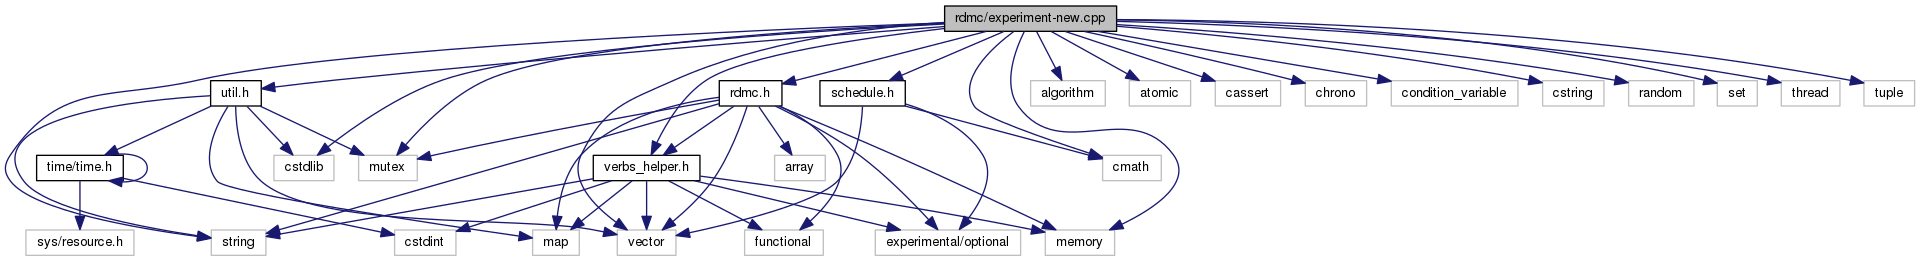 rdmc/experiment-new.cpp
util.h
rdmc.h
schedule.h
algorithm
atomic
cassert
chrono
condition_variable
cstring
random
set
thread
tuple
time/time.h
cstdlib
mutex
verbs_helper.h
array
cmath
sys/resource.h
string
cstdint
map
vector
functional
experimental/optional
memory